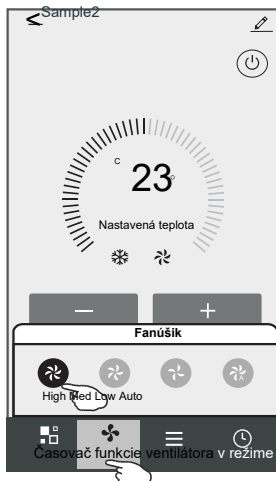 Sample2
C
23°
Nastavená teplota
Fanúšik
High Med Low Auto
Časovač funkcie ventilátora v režime